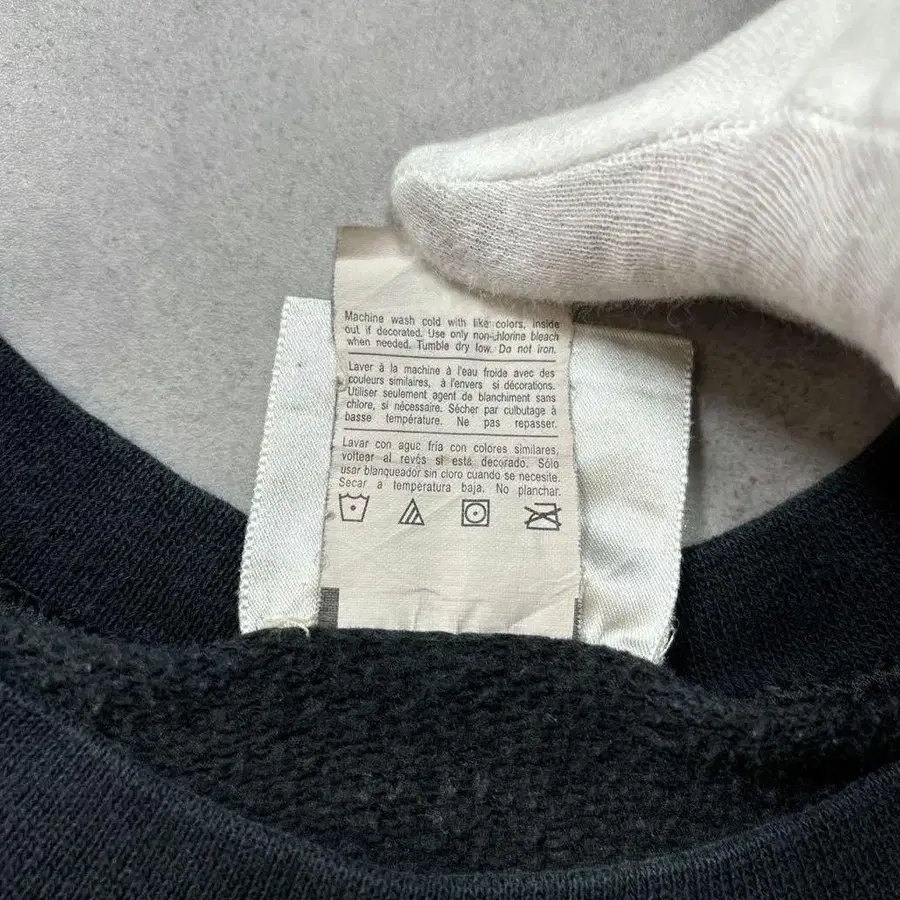 Machine wash cold with like colors, inside
out if decorated. Use only non-chlorine bleach
when needed. Tumble dry low. Do not iron.
Laver à la machine à l'eau froide avec des
couleurs similaires, à l'envers si décorations.
Utiliser seulement agent de blanchiment sans
chlore, si nécessaire. Sécher par culbutage à
basse température. Ne pas repasser.
Lavar con agua fria con colores similares,
voltear al revés si está decorado. Sólo
usar blanqueador sin cloro cuando se necesite.
Secar a temperatura baja. No planchar.